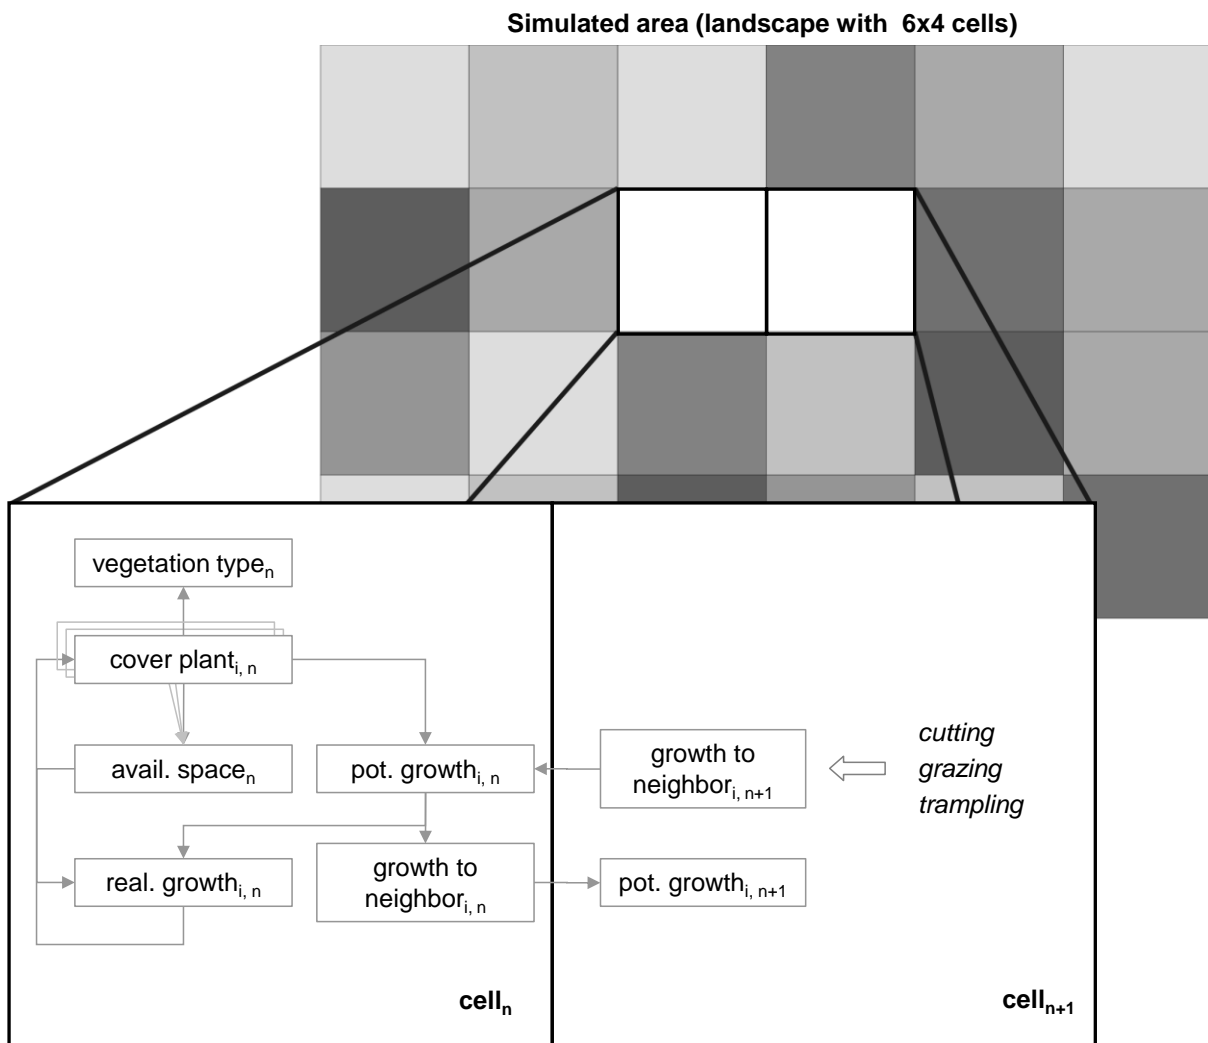 Simulated area (landscape with 6x4 cells)
vegetation typeₙ
cover plantᵢ, ₙ
avail. spaceₙ
pot. growthᵢ, ₙ
growth to
neighborᵢ, ₙ₊₁
cutting
grazing
trampling
real. growthᵢ, ₙ
growth to
neighborᵢ, ₙ
pot. growthᵢ, ₙ₊₁
cellₙ
cellₙ₊₁